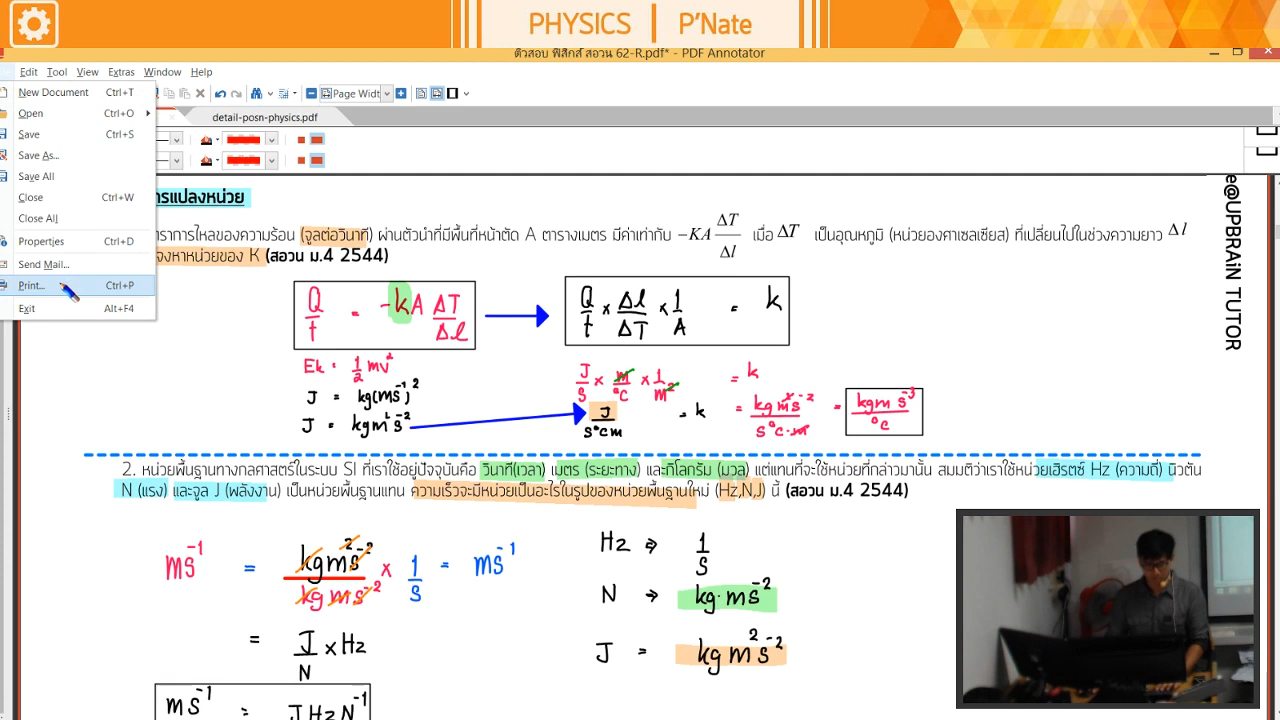 PHYSICS | P'Nate
ติวสอบ ฟิสิกส์ สอวน 62-R.pdf* - PDF Annotator
Edit Tool View Extras Window Help
New Document Ctrl+T
Open Ctrl+O
Save Ctrl+S
Save As...
Save All
Close Ctrl+W
Close All
Properties Ctrl+D
Send Mail...
Print... Ctrl+P
Exit Alt+F4
Page Widt
detail-posn-physics.pdf
e@UPBRAiN TUTOR
ารแปลงหน่วย
ตราการไหลของความร้อน (จูลต่อวินาที) ผ่านตัวนำที่มีพื้นที่หน้าตัด A ตารางเมตร มีค่าเท่ากับ −KA ΔT/Δl เมื่อ ΔT เป็นอุณหภูมิ (หน่วยองศาเซลเซียส) ที่เปลี่ยนไปในช่วงความยาว Δl
จงหาหน่วยของ K (สอวน ม.4 2544)
Q/t = -kA ΔT/Δl
Q/t × Δl/ΔT × 1/A = k
Ek = 1/2 mv²
J = kg(ms⁻¹)²
J = kgm²s⁻²
J/s × m/°C × 1/m² = k
J/s°cm = k = kgm²s⁻²/s°c·m = kgm s⁻³/°c
2. หน่วยพื้นฐานทางกลศาสตร์ในระบบ SI ที่เราใช้อยู่ปัจจุบันคือ วินาที(เวลา) เมตร (ระยะทาง) และกิโลกรัม (มวล) แต่แทนที่จะใช้หน่วยที่กล่าวมานั้น สมมติว่าเราใช้หน่วยเฮิรตซ์ Hz (ความถี่) นิวตัน
N (แรง) และจูล J (พลังงาน) เป็นหน่วยพื้นฐานแทน ความเร็วจะมีหน่วยเป็นอะไรในรูปของหน่วยพื้นฐานใหม่ (Hz,N,J) นี้ (สอวน ม.4 2544)
ms⁻¹ = kgm²s⁻²/kgms⁻² × 1/s = ms⁻¹
= J/N × Hz
ms⁻¹ = JHzN⁻¹
Hz ⇒ 1/s
N → kg·ms⁻²
J = kgm²s⁻²